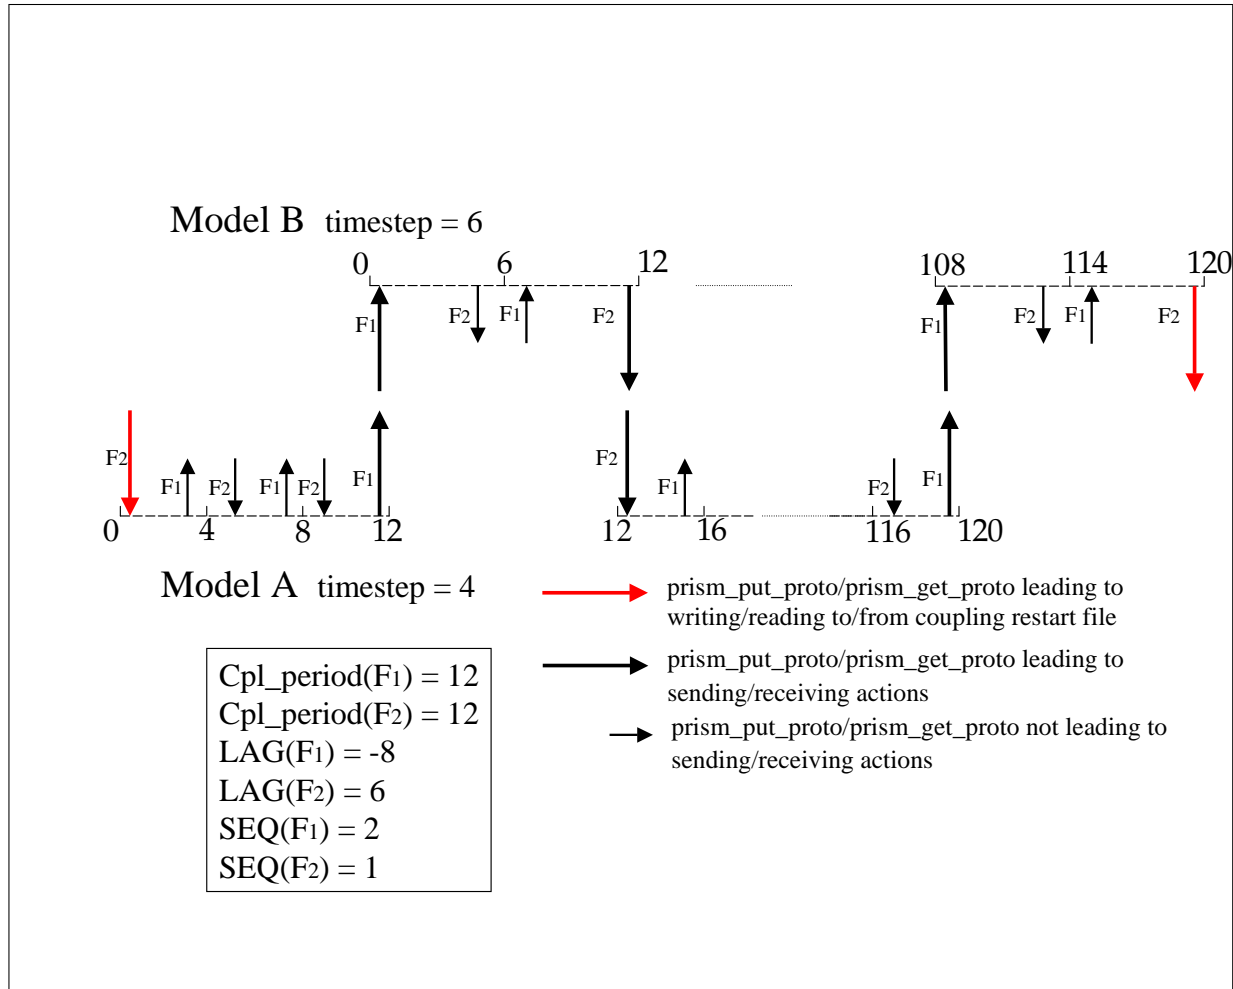 Model B timestep = 6
0 6 12 108 114 120
F1 F2 F1 F2 F1 F2 F1 F2
F2 F1 F2 F1 F2 F1 F2 F1 F2 F1
0 4 8 12 12 16 116 120
Model A timestep = 4
prism_put_proto/prism_get_proto leading to
writing/reading to/from coupling restart file
prism_put_proto/prism_get_proto leading to
sending/receiving actions
prism_put_proto/prism_get_proto not leading to
sending/receiving actions
Cpl_period(F1) = 12
Cpl_period(F2) = 12
LAG(F1) = -8
LAG(F2) = 6
SEQ(F1) = 2
SEQ(F2) = 1